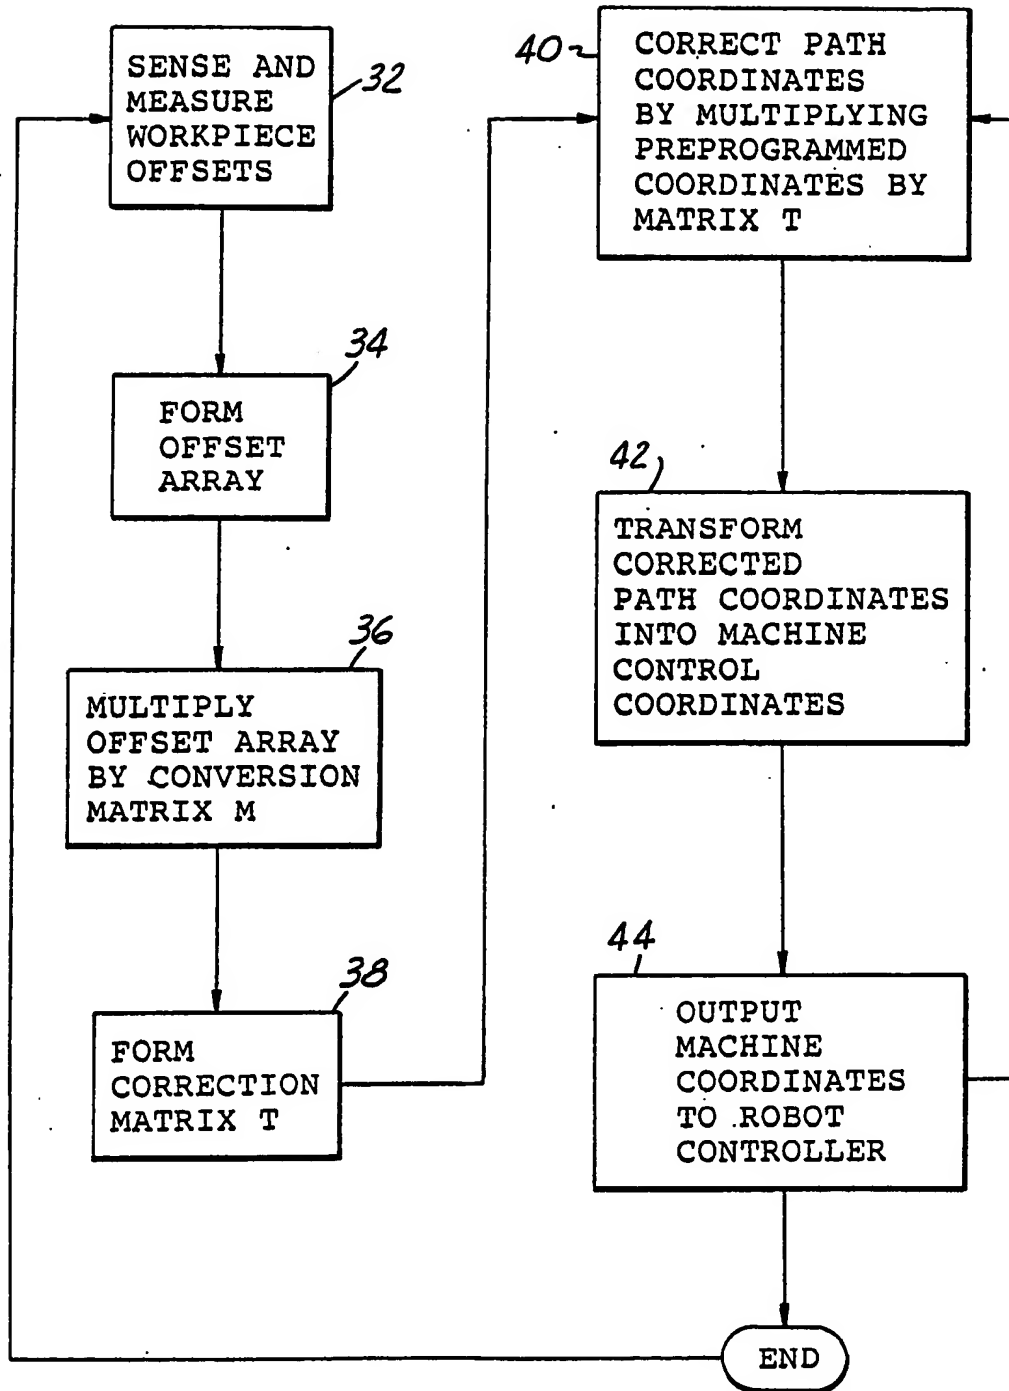 SENSE AND
MEASURE
WORKPIECE
OFFSETS
32
34
FORM
OFFSET
ARRAY
36
MULTIPLY
OFFSET ARRAY
BY CONVERSION
MATRIX M
38
FORM
CORRECTION
MATRIX T
40
CORRECT PATH
COORDINATES
BY MULTIPLYING
PREPROGRAMMED
COORDINATES BY
MATRIX T
42
TRANSFORM
CORRECTED
PATH COORDINATES
INTO MACHINE
CONTROL
COORDINATES
44
OUTPUT
MACHINE
COORDINATES
TO ROBOT
CONTROLLER
END